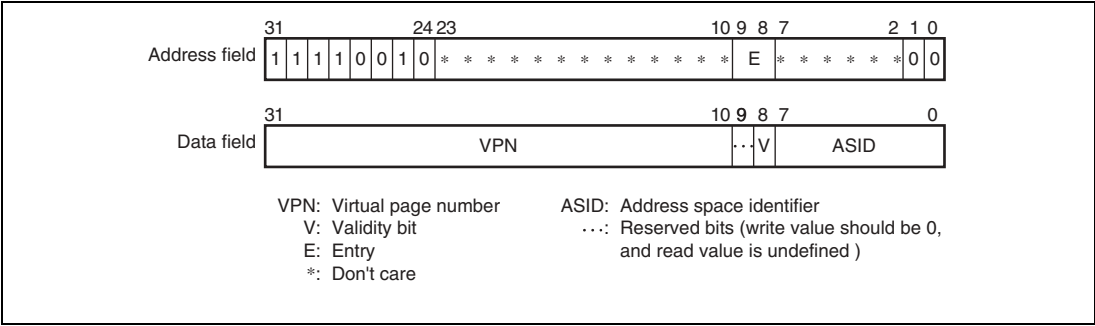 31 24 23 10 9 8 7 2 1 0
Address field 1 1 1 1 0 0 1 0 * * * * * * * * * * * * * E * * * * * * 0 0
31 10 9 8 7 0
Data field VPN ··· V ASID
VPN: Virtual page number ASID: Address space identifier
V: Validity bit ···: Reserved bits (write value should be 0,
E: Entry and read value is undefined )
*: Don't care